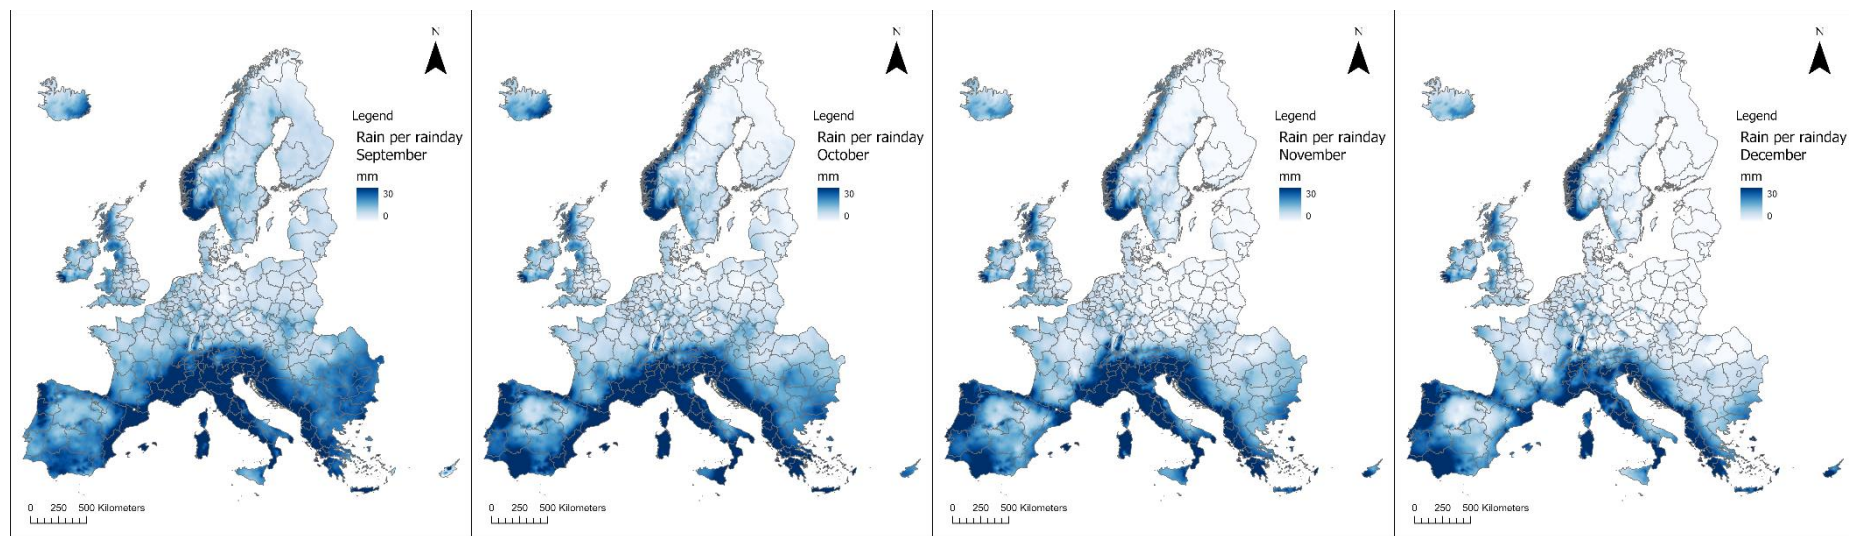 N
Legend
Rain per rainday
September
mm
30
0
0 250 500 Kilometers
N
Legend
Rain per rainday
October
mm
30
0
0 250 500 Kilometers
N
Legend
Rain per rainday
November
mm
30
0
0 250 500 Kilometers
N
Legend
Rain per rainday
December
mm
30
0
0 250 500 Kilometers